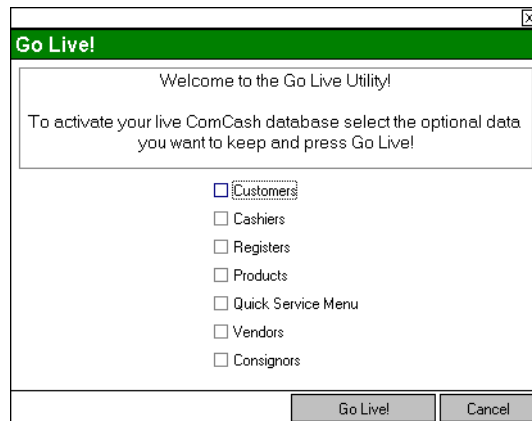 Go Live!
Welcome to the Go Live Utility!
To activate your live ComCash database select the optional data
you want to keep and press Go Live!
Customers
Cashiers
Registers
Products
Quick Service Menu
Vendors
Consignors
Go Live!
Cancel